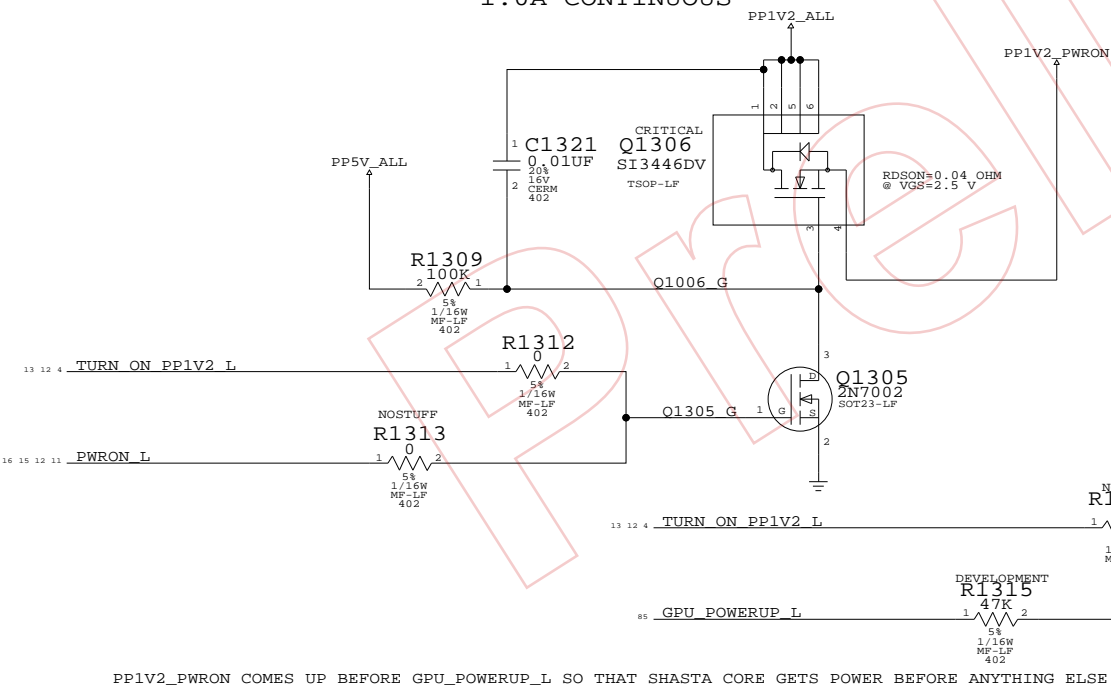 1.0A CONTINUOUS
PP1V2_ALL
PP1V2_PWRON
1 2 5 6
CRITICAL
Q1306
SI3446DV
TSOP-LF
RDSON=0.04 OHM
@ VGS=2.5 V
3 4
1 C1321
0.01UF
20%
16V
2 CERM
402
PP5V_ALL
R1309
100K
2 1
5%
1/16W
MF-LF
402
Q1006_G
R1312
0
13 12 4 TURN_ON_PP1V2_L 1 2
5%
1/16W
MF-LF
402
3
D
Q1305
2N7002
SOT23-LF
Q1305_G 1 G
S
2
NOSTUFF
R1313
0
16 15 12 11 PWRON_L 1 2
5%
1/16W
MF-LF
402
13 12 4 TURN_ON_PP1V2_L 1
DEVELOPMENT
R1315
47K
85 GPU_POWERUP_L 1 2
5%
1/16W
MF-LF
402
PP1V2_PWRON COMES UP BEFORE GPU_POWERUP_L SO THAT SHASTA CORE GETS POWER BEFORE ANYTHING ELSE
Prel